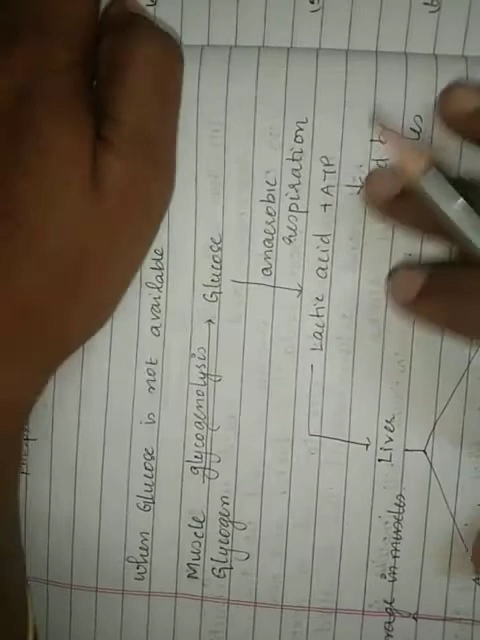 when Glucose is not available
Muscle glycogenolysis → Glucose
Glycogen
anaerobic
respiration
Lactic acid + ATP
Liver
in muscles